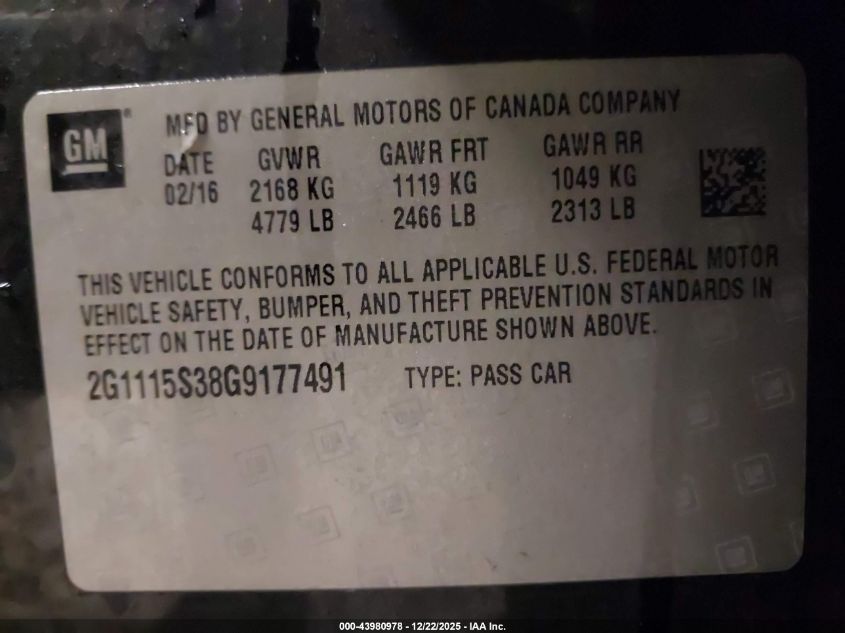 GM®
MFD BY GENERAL MOTORS OF CANADA COMPANY
DATE GVWR GAWR FRT GAWR RR
02/16 2168 KG 1119 KG 1049 KG
4779 LB 2466 LB 2313 LB
THIS VEHICLE CONFORMS TO ALL APPLICABLE U.S. FEDERAL MOTOR
VEHICLE SAFETY, BUMPER, AND THEFT PREVENTION STANDARDS IN
EFFECT ON THE DATE OF MANUFACTURE SHOWN ABOVE.
2G1115S38G9177491 TYPE: PASS CAR
000-43980978 - 12/22/2025 - IAA Inc.